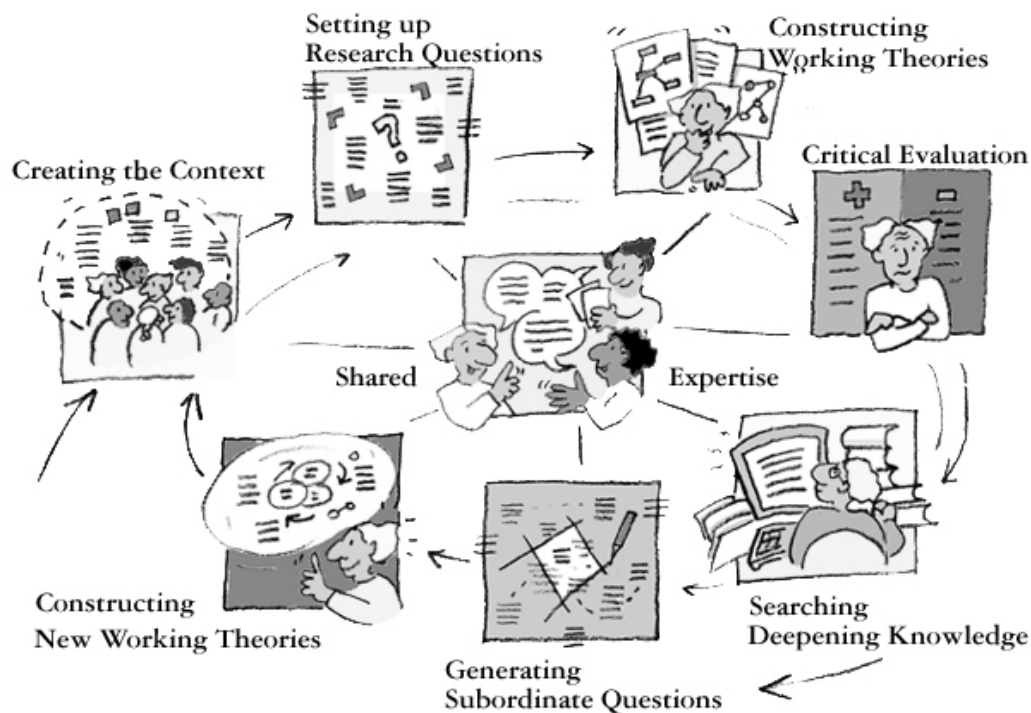 Setting up
Research Questions
Constructing
Working Theories
Creating the Context
Critical Evaluation
Shared
Expertise
Constructing
New Working Theories
Searching
Deepening Knowledge
Generating
Subordinate Questions